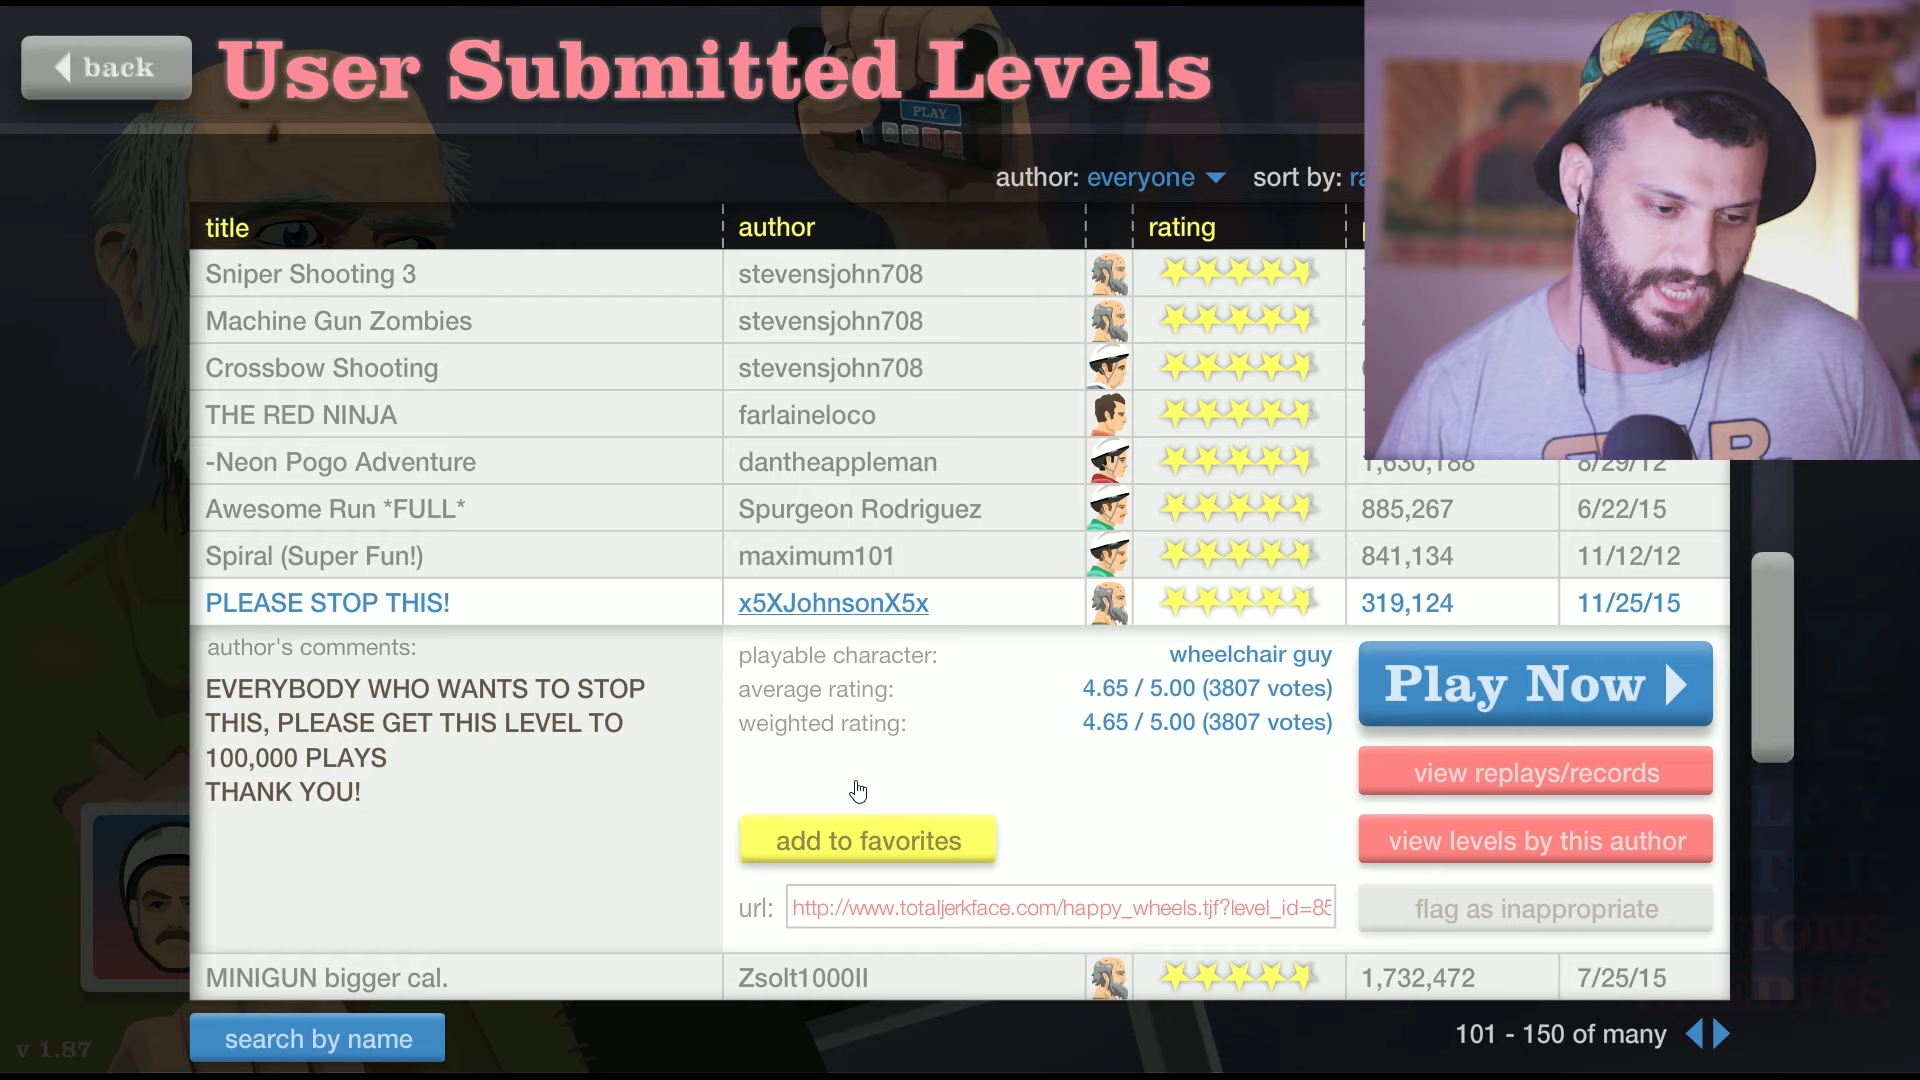 back
User Submitted Levels
PLAY
author: everyone
sort by:
title
author
rating
Sniper Shooting 3
stevensjohn708
Machine Gun Zombies
stevensjohn708
Crossbow Shooting
stevensjohn708
THE RED NINJA
farlaineloco
-Neon Pogo Adventure
dantheappleman
1,630,188
8/29/12
Awesome Run *FULL*
Spurgeon Rodriguez
885,267
6/22/15
Spiral (Super Fun!)
maximum101
841,134
11/12/12
PLEASE STOP THIS!
x5XJohnsonX5x
319,124
11/25/15
author's comments:
EVERYBODY WHO WANTS TO STOP
THIS, PLEASE GET THIS LEVEL TO
100,000 PLAYS
THANK YOU!
playable character: wheelchair guy
average rating: 4.65 / 5.00 (3807 votes)
weighted rating: 4.65 / 5.00 (3807 votes)
Play Now
view replays/records
add to favorites
view levels by this author
url: http://www.totaljerkface.com/happy_wheels.tjf?level_id=85
flag as inappropriate
MINIGUN bigger cal.
Zsolt1000II
1,732,472
7/25/15
search by name
101 - 150 of many
v 1.87